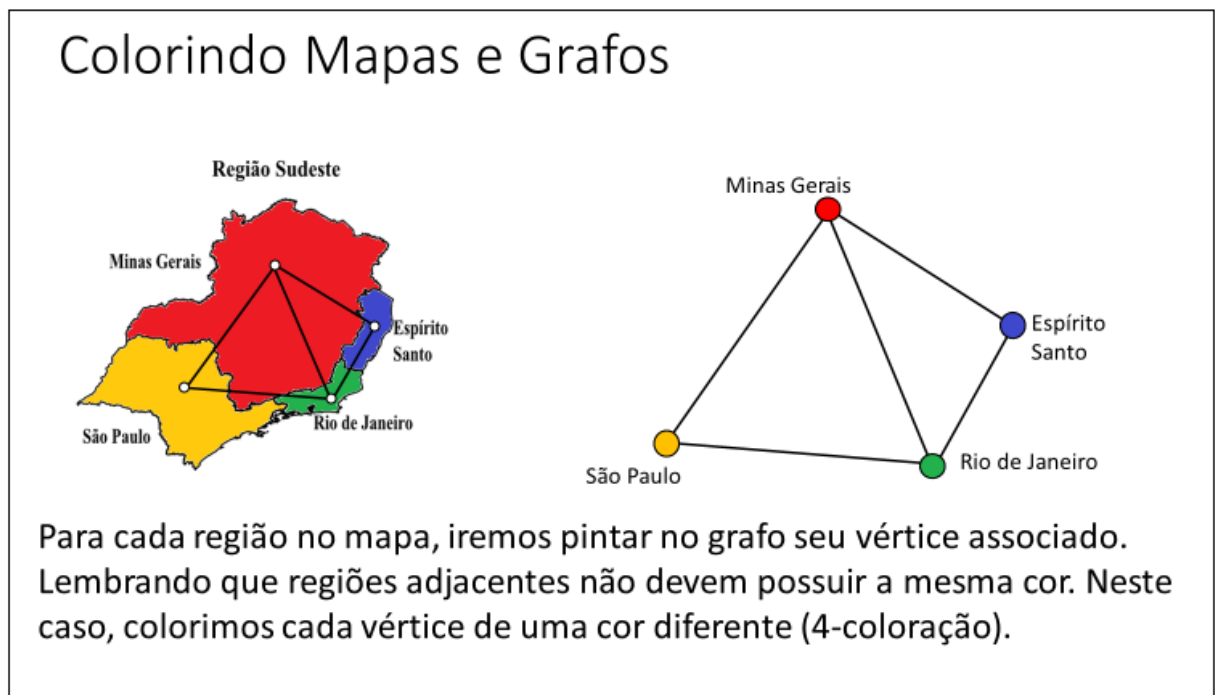 Colorindo Mapas e Grafos
Região Sudeste
Minas Gerais
Espírito
Santo
Rio de Janeiro
São Paulo
Minas Gerais
Espírito
Santo
Rio de Janeiro
São Paulo
Para cada região no mapa, iremos pintar no grafo seu vértice associado.
Lembrando que regiões adjacentes não devem possuir a mesma cor. Neste
caso, colorimos cada vértice de uma cor diferente (4-coloração).